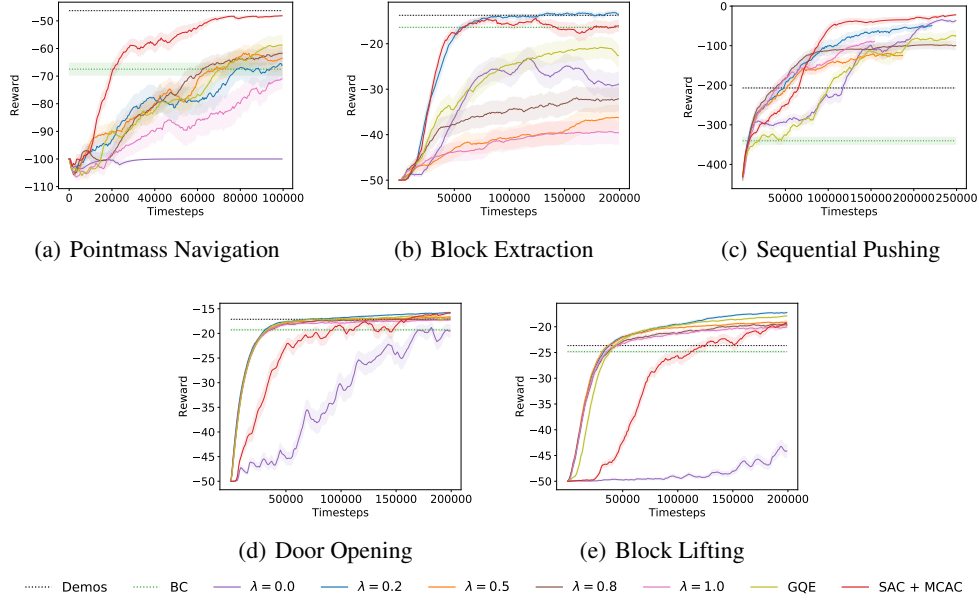 −50
−60
−70
−80
−90
−100
−110
Reward
0 20000 40000 60000 80000 100000
Timesteps
(a) Pointmass Navigation
−20
−30
−40
−50
Reward
50000 100000 150000 200000
Timesteps
(b) Block Extraction
0
−100
−200
−300
−400
Reward
50000 100000 150000 200000 250000
Timesteps
(c) Sequential Pushing
−15
−20
−25
−30
−35
−40
−45
−50
Reward
50000 100000 150000 200000
Timesteps
(d) Door Opening
−20
−25
−30
−35
−40
−45
−50
Reward
50000 100000 150000 200000
Timesteps
(e) Block Lifting
Demos BC λ = 0.0 λ = 0.2 λ = 0.5 λ = 0.8 λ = 1.0 GQE SAC + MCAC